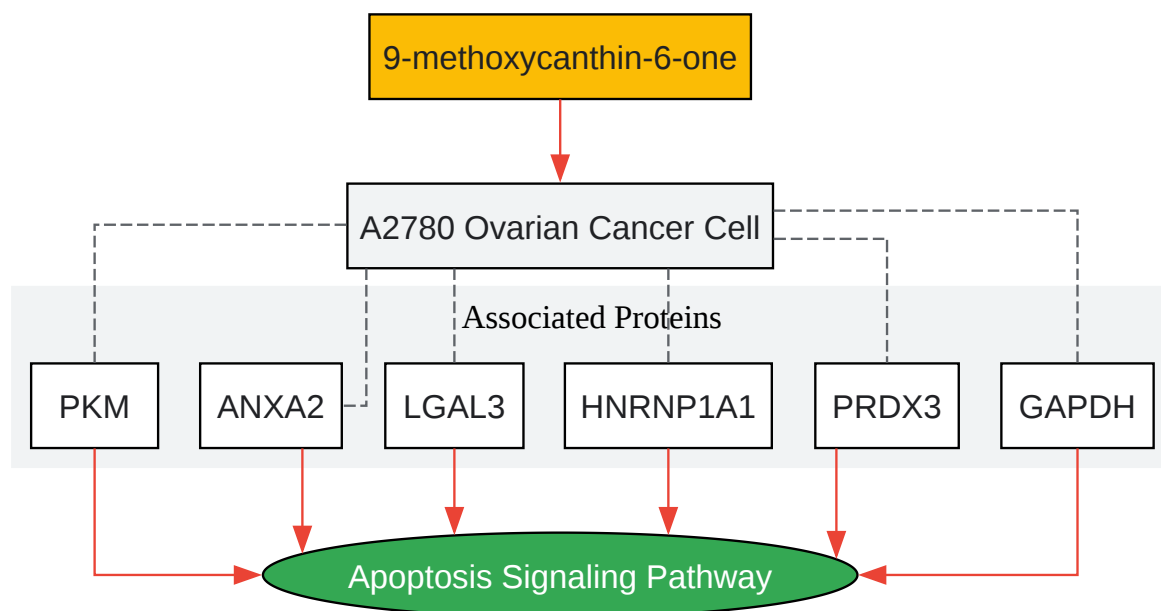 9-methoxycanthin-6-one
A2780 Ovarian Cancer Cell
Associated Proteins
PKM
ANXA2
LGAL3
HNRNP1A1
PRDX3
GAPDH
Apoptosis Signaling Pathway